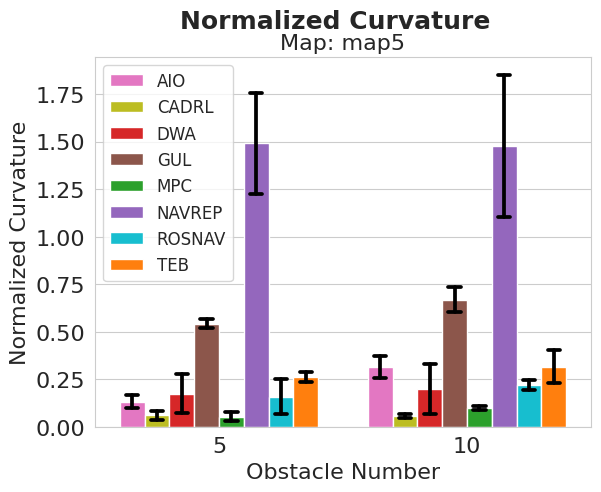 Normalized Curvature
Map: map5
Normalized Curvature
1.75
1.50
1.25
1.00
0.75
0.50
0.25
0.00
AIO
CADRL
DWA
GUL
MPC
NAVREP
ROSNAV
TEB
5
10
Obstacle Number